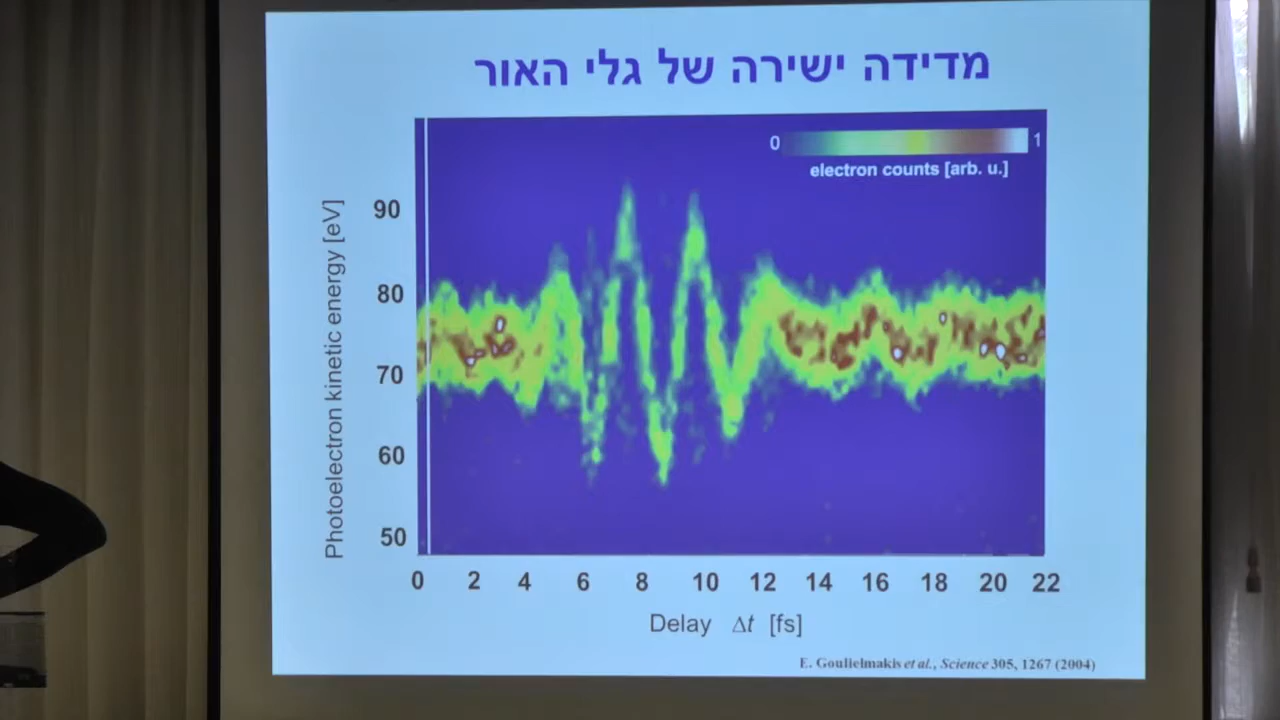 מדידה ישירה של גלי האור
0 1
electron counts [arb. u.]
Photoelectron kinetic energy [eV]
90
80
70
60
50
0 2 4 6 8 10 12 14 16 18 20 22
Delay Δt [fs]
E. Goulielmakis et al., Science 305, 1267 (2004)